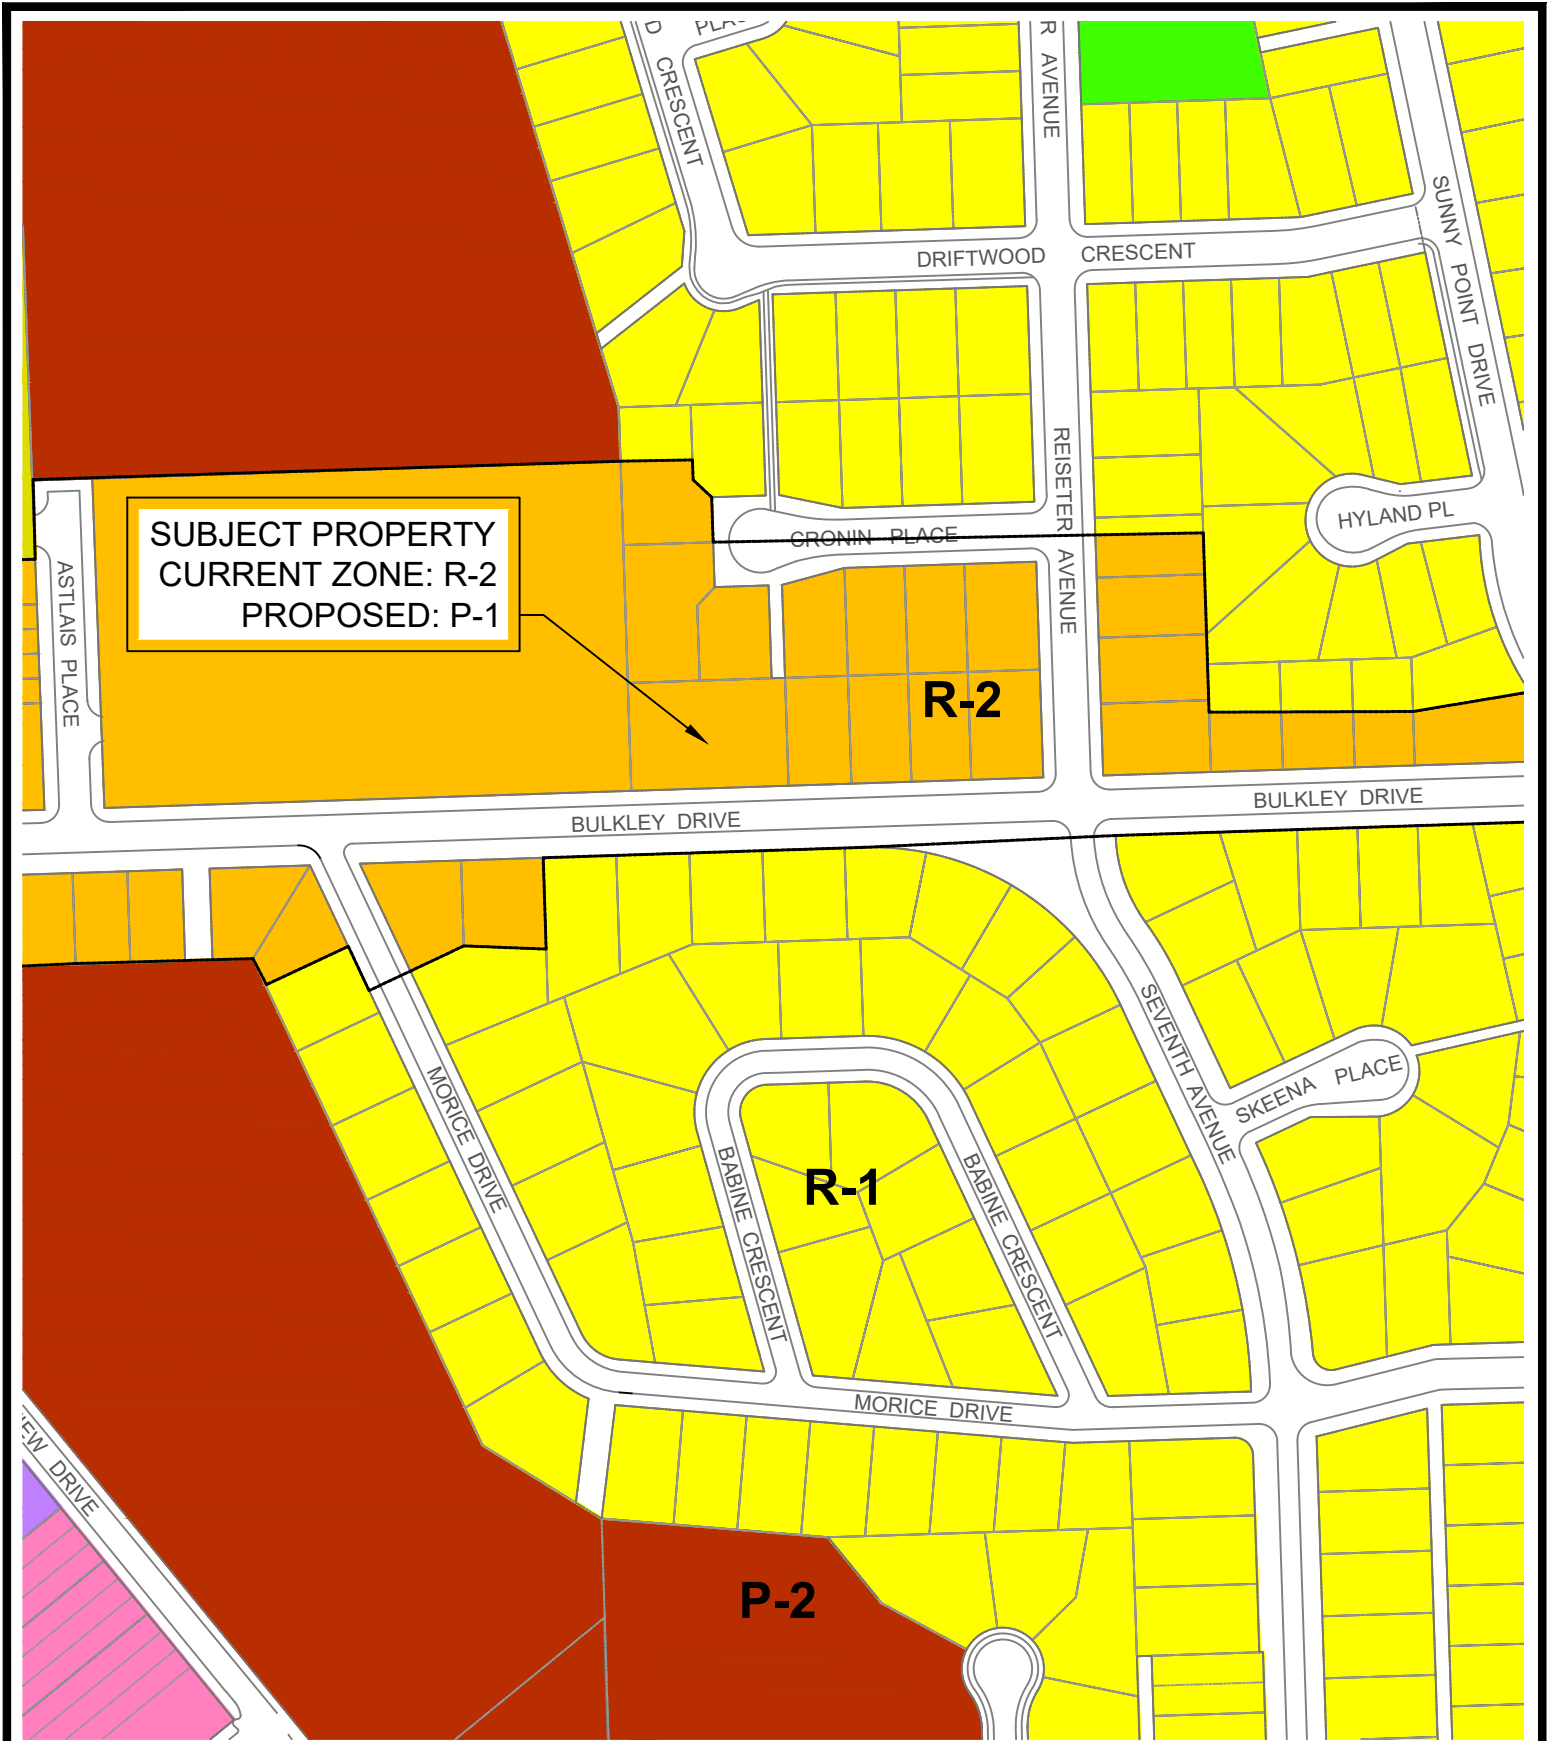 PLAC
D CRESCENT
R AVENUE
SUNNY POINT DRIVE
DRIFTWOOD CRESCENT
REISETER AVENUE
HYLAND PL
CRONIN PLACE
SUBJECT PROPERTY
CURRENT ZONE: R-2
PROPOSED: P-1
ASTLAIS PLACE
R-2
BULKLEY DRIVE
BULKLEY DRIVE
SEVENTH AVENUE
SKEENA PLACE
MORICE DRIVE
BABINE CRESCENT
R-1
BABINE CRESCENT
MORICE DRIVE
IEW DRIVE
P-2